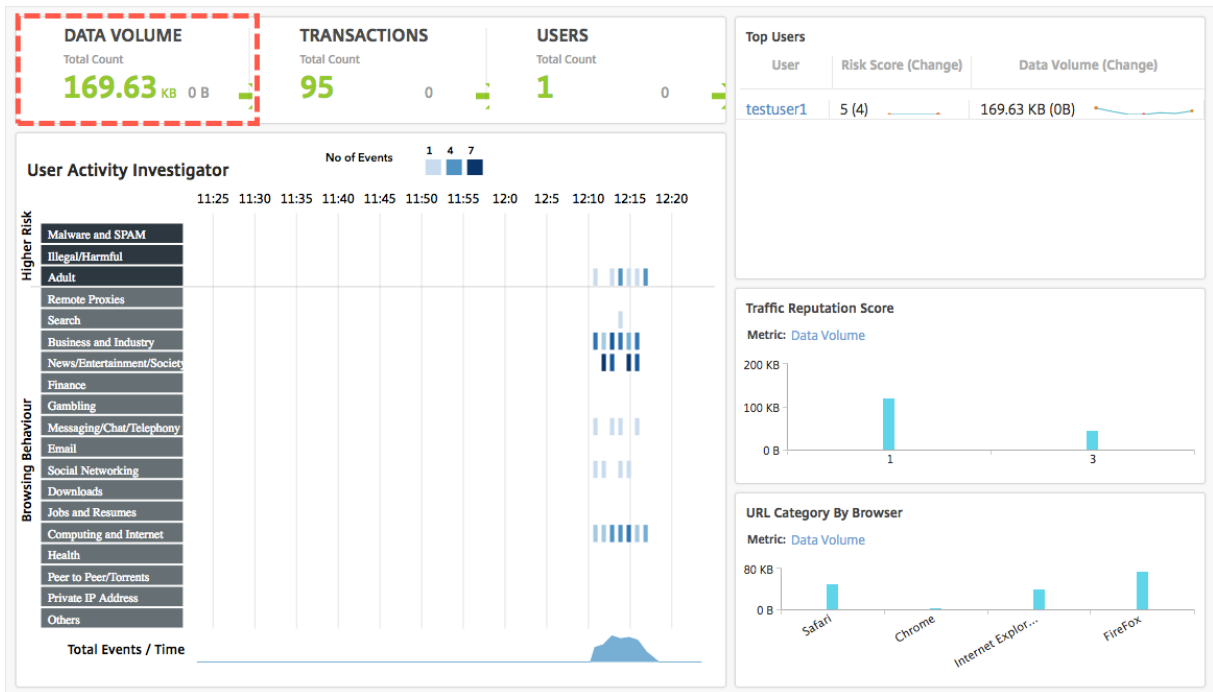 DATA VOLUME
Total Count
169.63 KB 0 B
TRANSACTIONS
Total Count
95 0
USERS
Total Count
1 0
User Activity Investigator
No of Events
1 4 7
11:25 11:30 11:35 11:40 11:45 11:50 11:55 12:0 12:5 12:10 12:15 12:20
Higher Risk
Malware and SPAM
Illegal/Harmful
Adult
Browsing Behaviour
Remote Proxies
Search
Business and Industry
News/Entertainment/Society
Finance
Gambling
Messaging/Chat/Telephony
Email
Social Networking
Downloads
Jobs and Resumes
Computing and Internet
Health
Peer to Peer/Torrents
Private IP Address
Others
Total Events / Time
Top Users
User Risk Score (Change) Data Volume (Change)
testuser1 5 (4) 169.63 KB (0B)
Traffic Reputation Score
Metric: Data Volume
200 KB
100 KB
0 B
1 3
URL Category By Browser
Metric: Data Volume
80 KB
0 B
Safari Chrome Internet Explor... FireFox